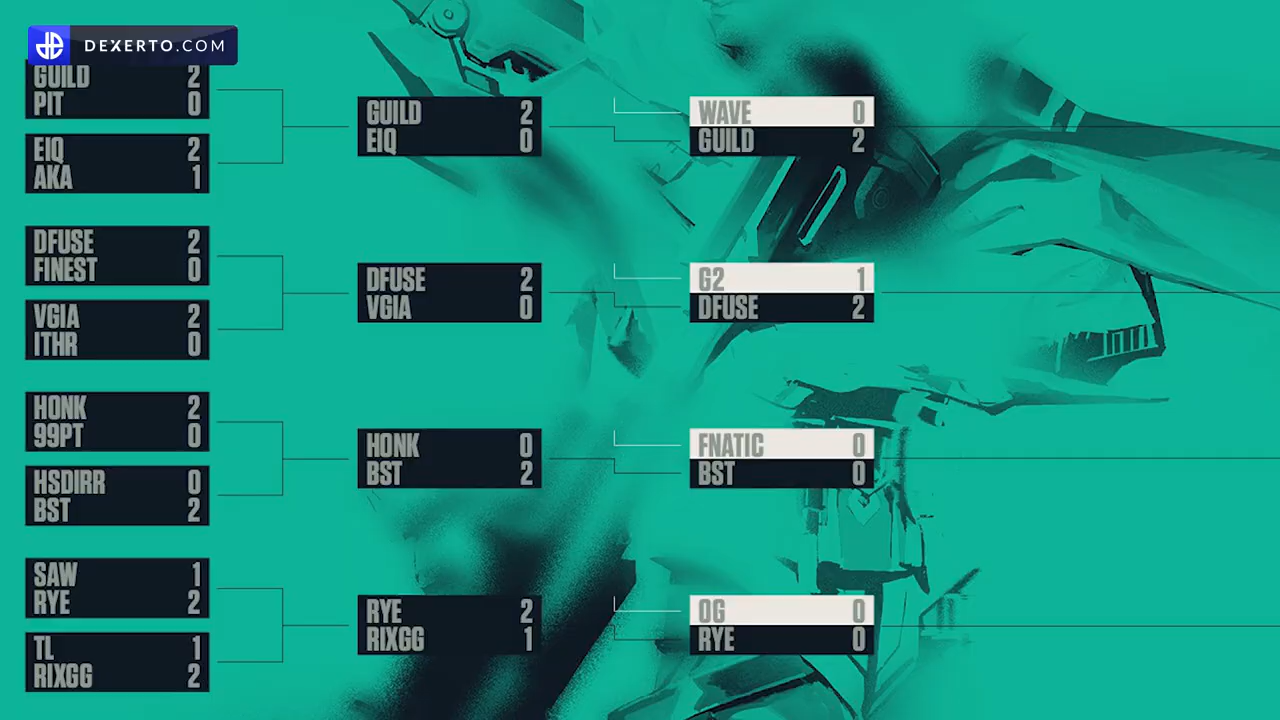 DEXERTO.COM
GUILD 2
PIT 0
EIQ 2
AKA 1
DFUSE 2
FINEST 0
VGIA 2
ITHR 0
HONK 2
99PT 0
HSDIRR 0
BST 2
SAW 1
RYE 2
TL 1
RIXGG 2
GUILD 2
EIQ 0
DFUSE 2
VGIA 0
HONK 0
BST 2
RYE 2
RIXGG 1
WAVE 0
GUILD 2
G2 1
DFUSE 2
FNATIC 0
BST 0
OG 0
RYE 0